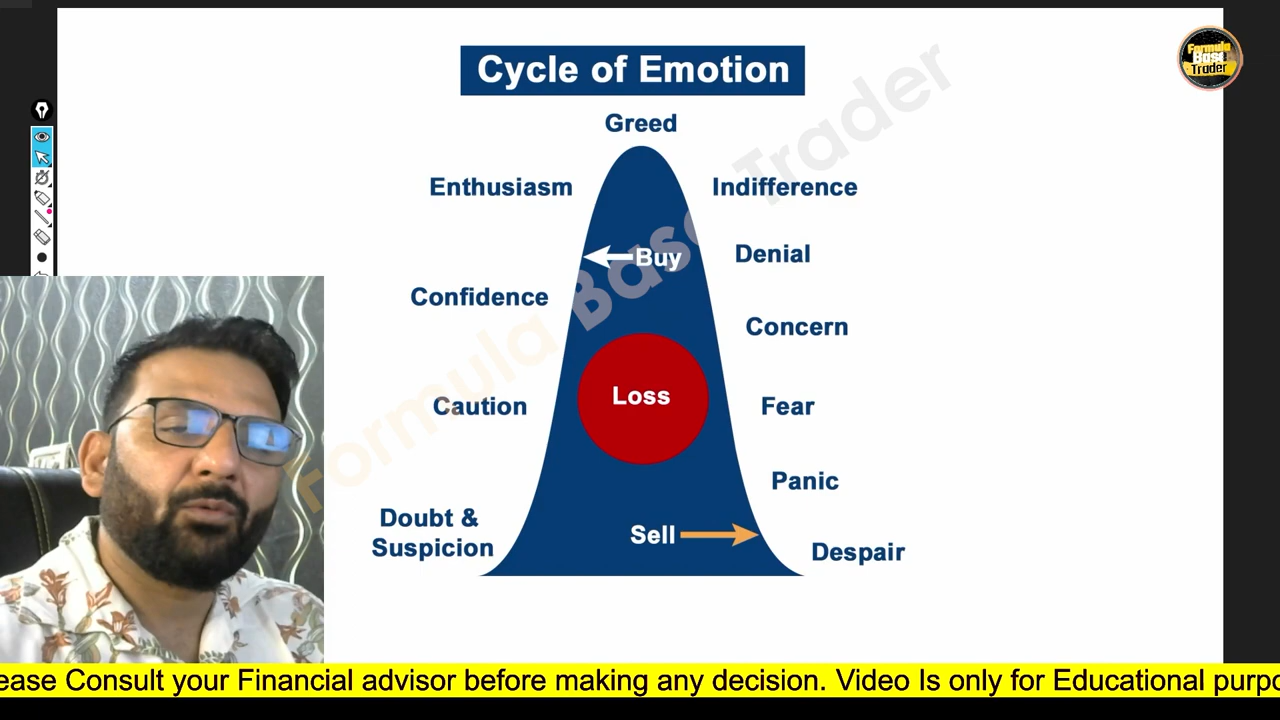 Cycle of Emotion
Formula
Base
Trader
Greed
Enthusiasm
Indifference
Buy
Denial
Confidence
Concern
Loss
Caution
Fear
Panic
Doubt &
Suspicion
Sell
Despair
Formula Base Trader
ease Consult your Financial advisor before making any decision. Video Is only for Educational purpo